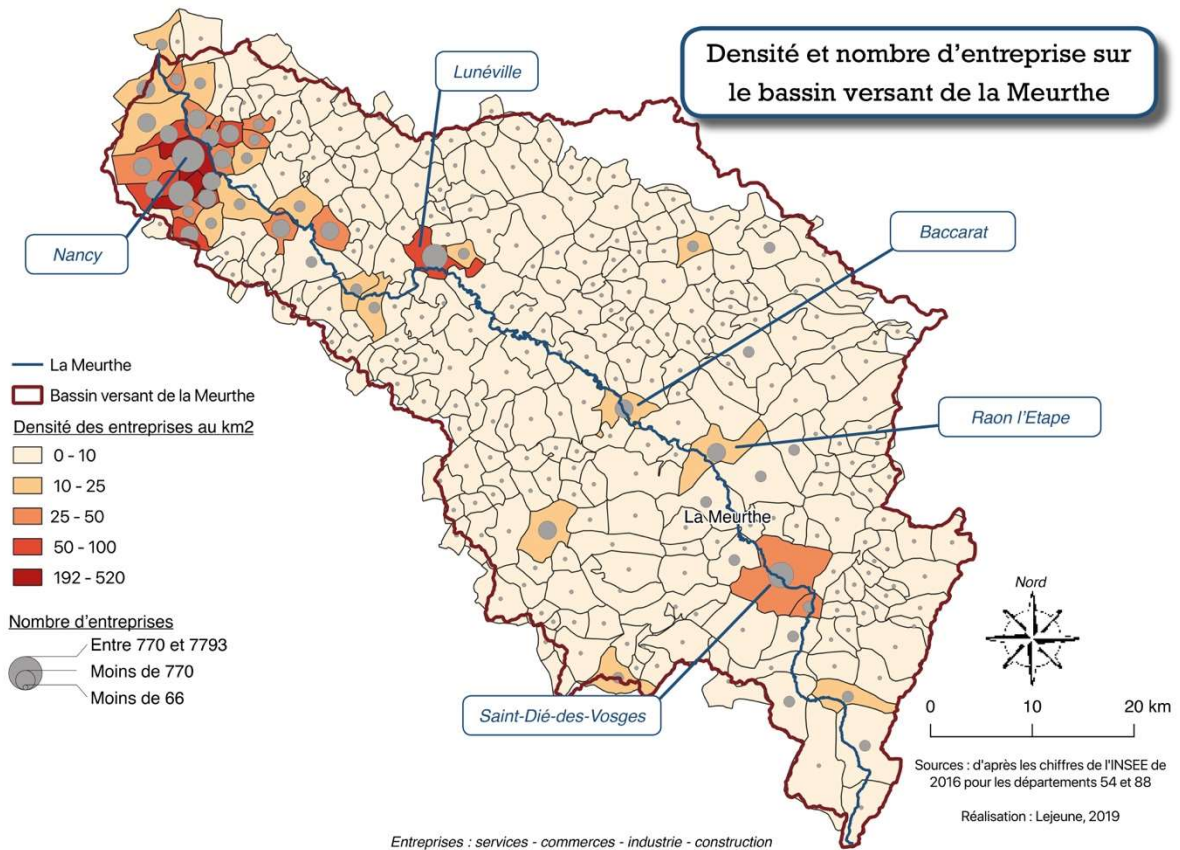 Densité et nombre d'entreprise sur
le bassin versant de la Meurthe
Lunéville
Nancy
Baccarat
Raon l'Etape
La Meurthe
Saint-Dié-des-Vosges
La Meurthe
Bassin versant de la Meurthe
Densité des entreprises au km2
0 - 10
10 - 25
25 - 50
50 - 100
192 - 520
Nombre d'entreprises
Entre 770 et 7793
Moins de 770
Moins de 66
Nord
0 10 20 km
Sources : d'après les chiffres de l'INSEE de
2016 pour les départements 54 et 88
Réalisation : Lejeune, 2019
Entreprises : services - commerces - industrie - construction